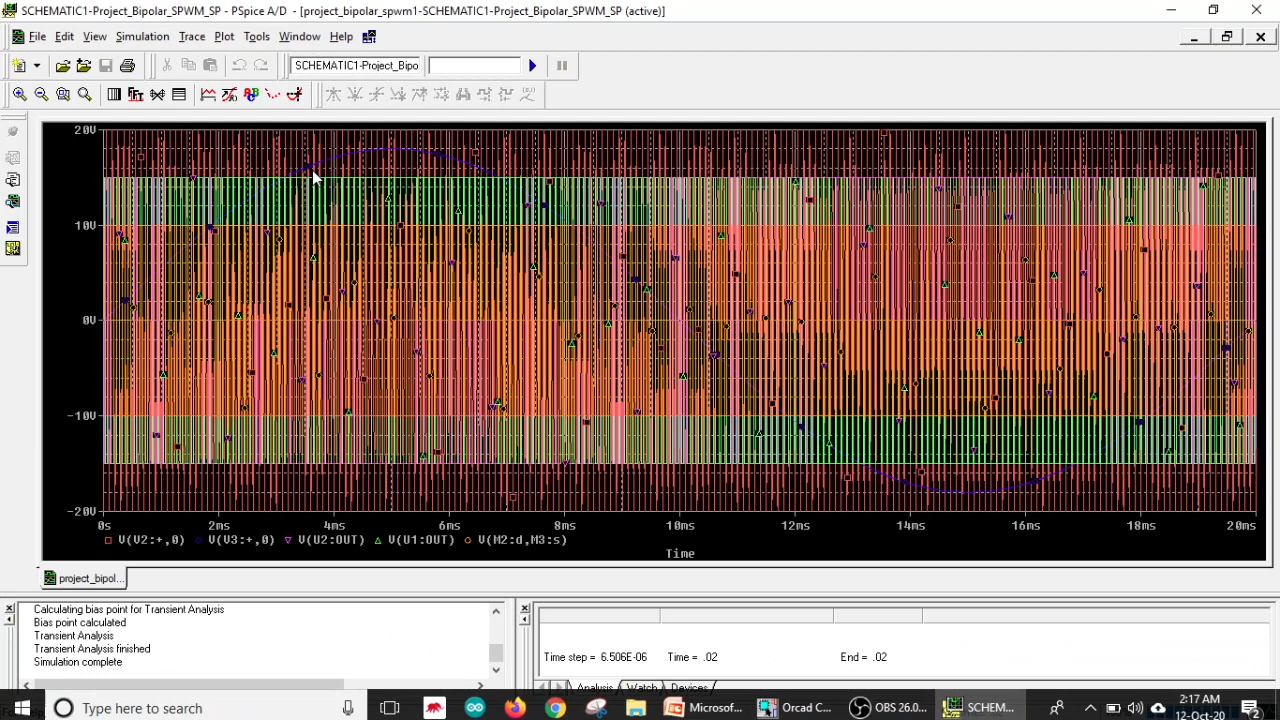 SCHEMATIC1-Project_Bipolar_SPWM_SP - PSpice A/D - [project_bipolar_spwm1-SCHEMATIC1-Project_Bipolar_SPWM_SP (active)]
File Edit View Simulation Trace Plot Tools Window Help
SCHEMATIC1-Project_Bipo
20V
10V
0V
-10V
-20V
0s 2ms 4ms 6ms 8ms 10ms 12ms 14ms 16ms 18ms 20ms
V(V2:+,0) V(V3:+,0) V(U2:OUT) V(U1:OUT) V(M2:d,M3:s)
Time
project_bipol...
Calculating bias point for Transient Analysis
Bias point calculated
Transient Analysis
Transient Analysis finished
Simulation complete
Time step = 6.506E-06 Time = .02 End = .02
Analysis Watch Devices
Type here to search
Microsof...
Orcad C...
OBS 26.0...
SCHEM...
2:17 AM
12-Oct-20
2